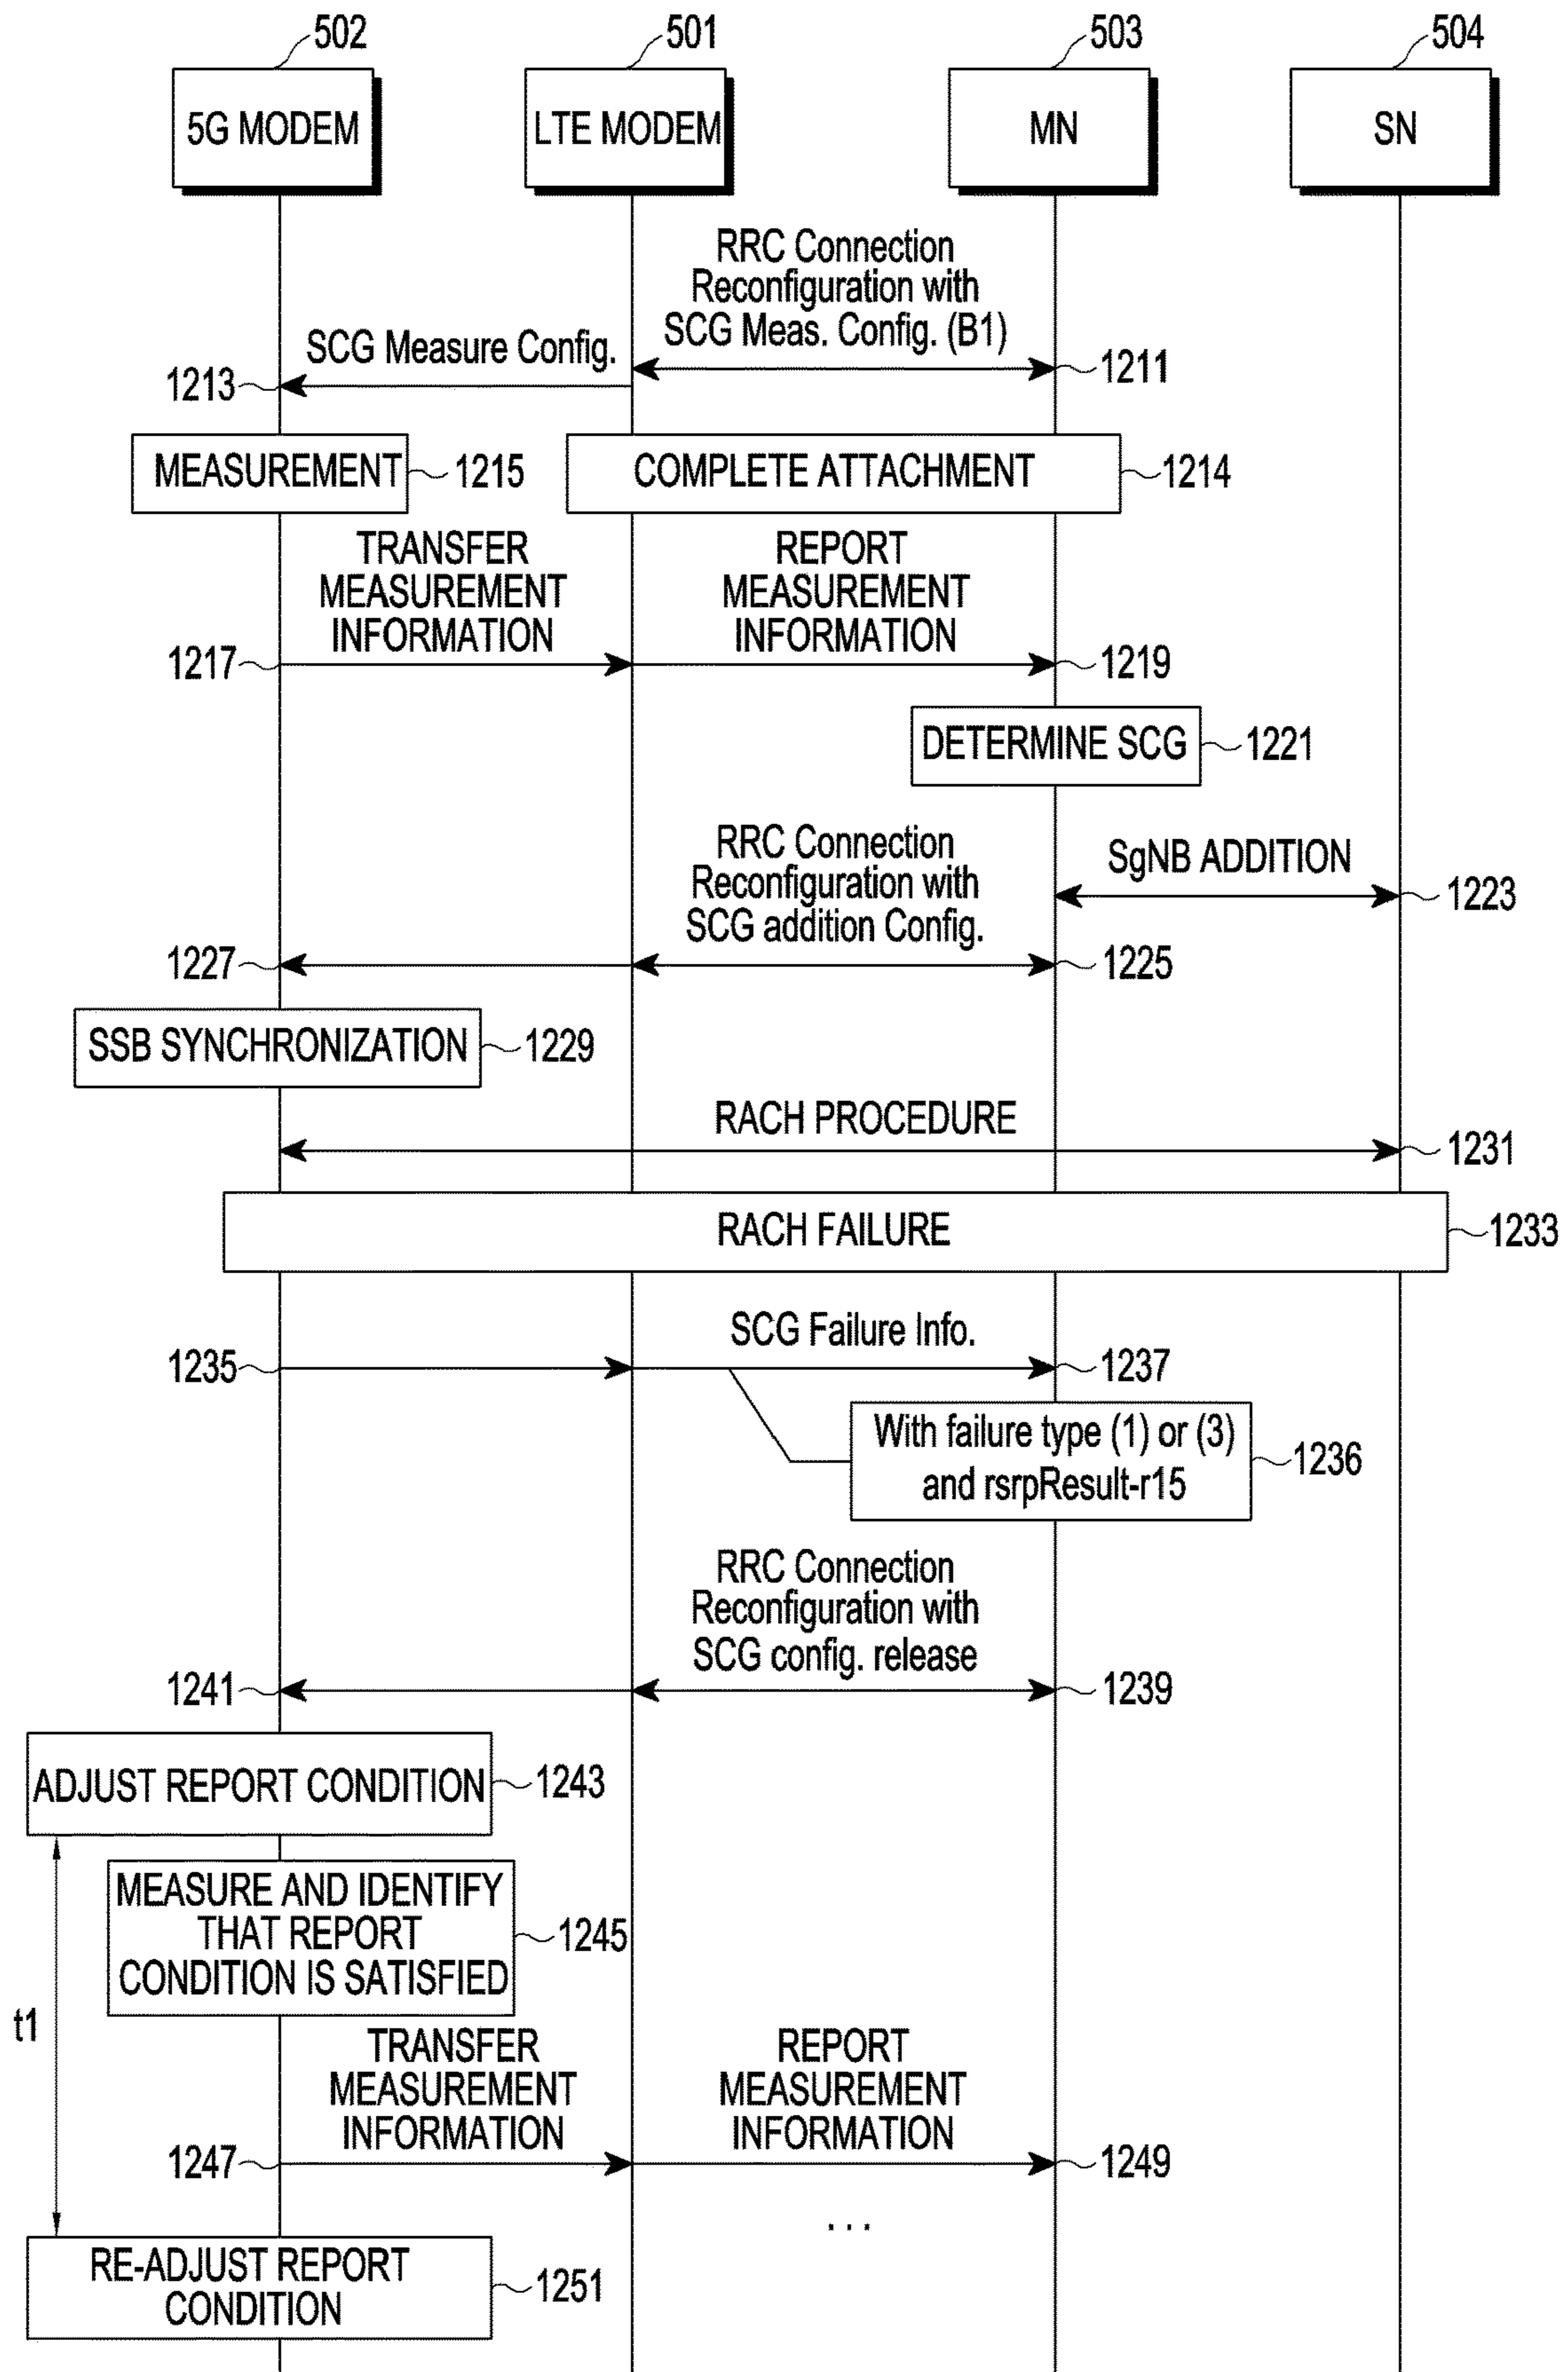 502
501
503
504
5G MODEM
LTE MODEM
MN
SN
RRC Connection
Reconfiguration with
SCG Meas. Config. (B1)
SCG Measure Config.
1213
1211
MEASUREMENT
1215
COMPLETE ATTACHMENT
1214
TRANSFER
MEASUREMENT
INFORMATION
REPORT
MEASUREMENT
INFORMATION
1217
1219
DETERMINE SCG
1221
RRC Connection
Reconfiguration with
SCG addition Config.
SgNB ADDITION
1223
1227
1225
SSB SYNCHRONIZATION
1229
RACH PROCEDURE
1231
RACH FAILURE
1233
SCG Failure Info.
1235
1237
With failure type (1) or (3)
and rsrpResult-r15
1236
RRC Connection
Reconfiguration with
SCG config. release
1241
1239
ADJUST REPORT CONDITION
1243
MEASURE AND IDENTIFY
THAT REPORT
CONDITION IS SATISFIED
1245
t1
TRANSFER
MEASUREMENT
INFORMATION
REPORT
MEASUREMENT
INFORMATION
1247
1249
...
RE-ADJUST REPORT
CONDITION
1251